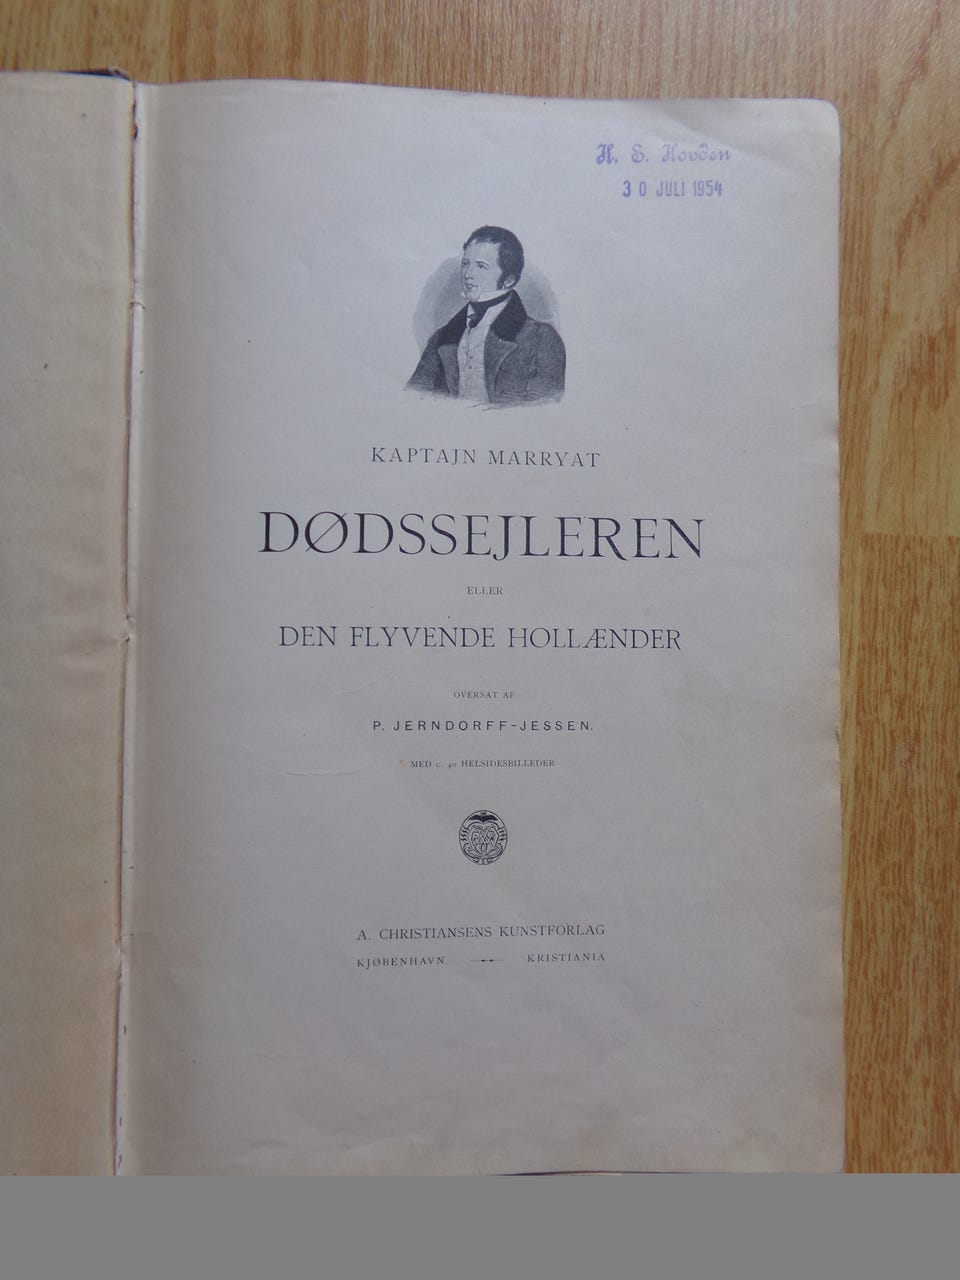 H. S. Hovden
30 JULI 1954
KAPTAJN MARRYAT
DØDSSEJLEREN
ELLER
DEN FLYVENDE HOLLÆNDER
OVERSAT AF
P. JERNDORFF-JESSEN.
MED C. 40 HELSIDESBILLEDER
A. CHRISTIANSENS KUNSTFORLAG
KJØBENHAVN KRISTIANIA